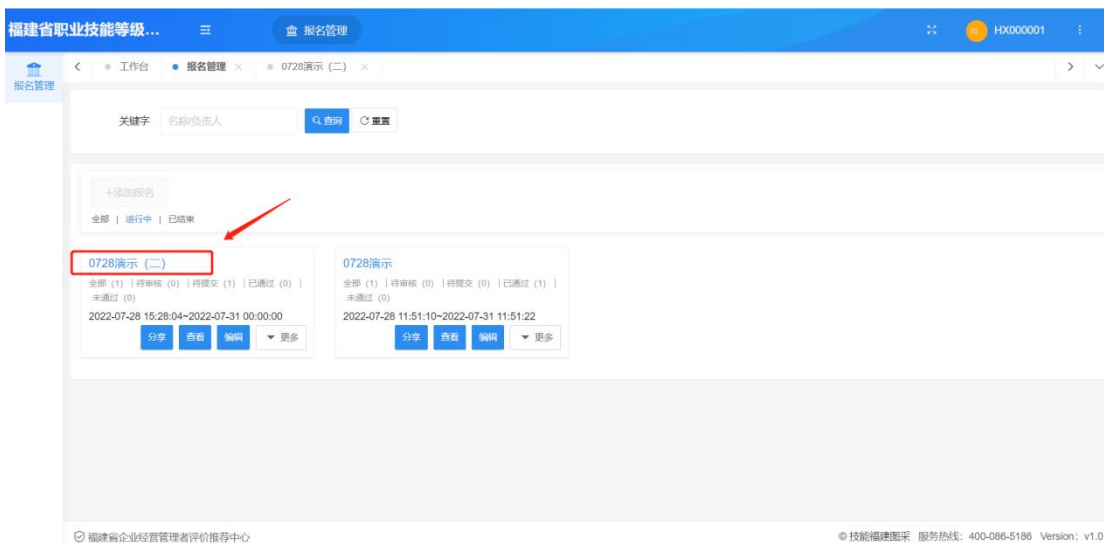 福建省职业技能等级... 报名管理 HX000001
报名管理
工作台 报名管理 × 0728演示（二） ×
关键字 名称/负责人 查询 重置
+添加报名
全部 | 进行中 | 已结束
0728演示（二）
全部（1）|待审核（0）|待提交（1）|已通过（0）|
未通过（0）
2022-07-28 15:28:04~2022-07-31 00:00:00
分享 查看 编辑 更多
0728演示
全部（1）|待审核（0）|待提交（0）|已通过（1）|
未通过（0）
2022-07-28 11:51:10~2022-07-31 11:51:22
分享 查看 编辑 更多
福建省企业经营管理者评价推荐中心
©技能福建图采 服务热线：400-086-5186 Version：v1.0